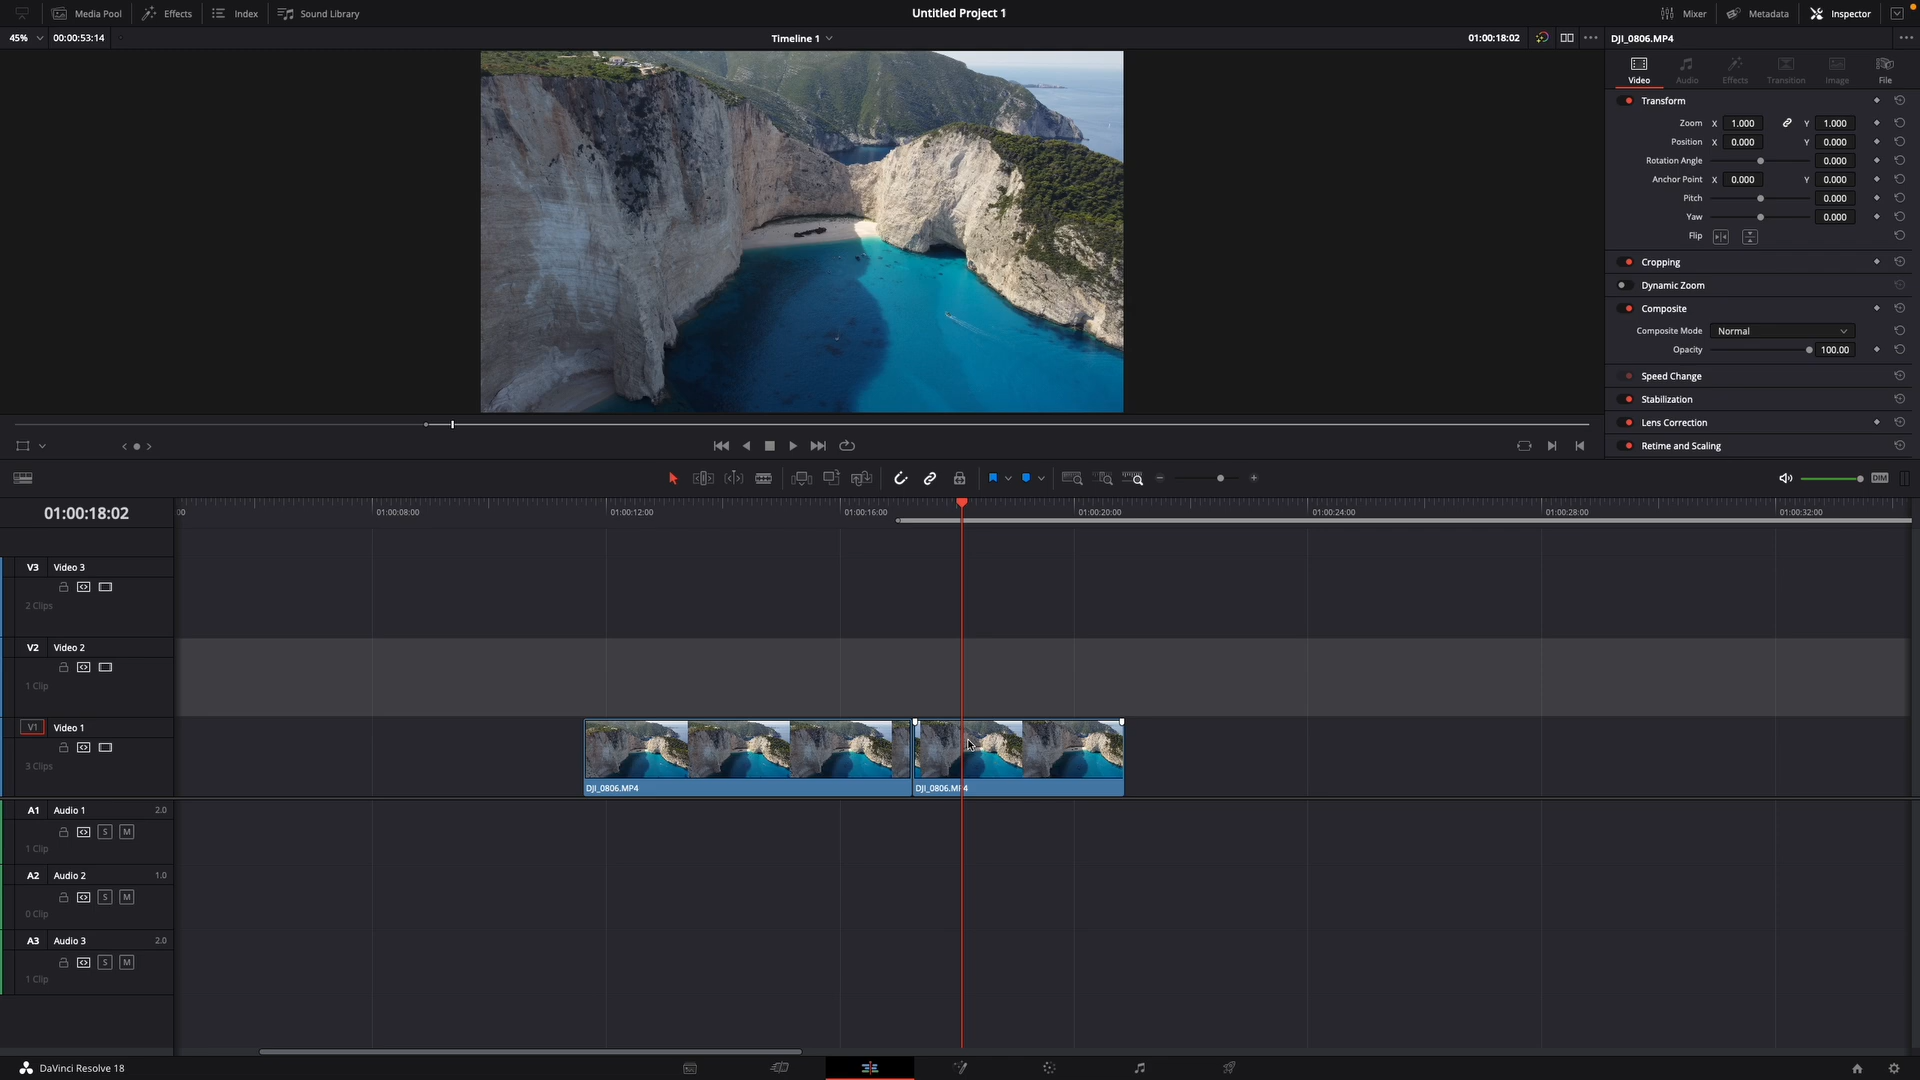 Media Pool Effects Index Sound Library Untitled Project 1 Mixer Metadata Inspector
45% 00:00:53:14 Timeline 1 01:00:18:02 DJI_0806.MP4
Video Audio Effects Transition Image File
Transform
Zoom X 1.000 Y 1.000
Position X 0.000 Y 0.000
Rotation Angle 0.000
Anchor Point X 0.000 Y 0.000
Pitch 0.000
Yaw 0.000
Flip
Cropping
Dynamic Zoom
Composite
Composite Mode Normal
Opacity 100.00
Speed Change
Stabilization
Lens Correction
Retime and Scaling
DIM
01:00:18:02 00 01:00:08:00 01:00:12:00 01:00:16:00 01:00:20:00 01:00:24:00 01:00:28:00 01:00:32:00
V3 Video 3
2 Clips
V2 Video 2
1 Clip
V1 Video 1
3 Clips
DJI_0806.MP4 DJI_0806.MP4
A1 Audio 1 2.0
S M
1 Clip
A2 Audio 2 1.0
S M
0 Clip
A3 Audio 3 2.0
S M
1 Clip
DaVinci Resolve 18